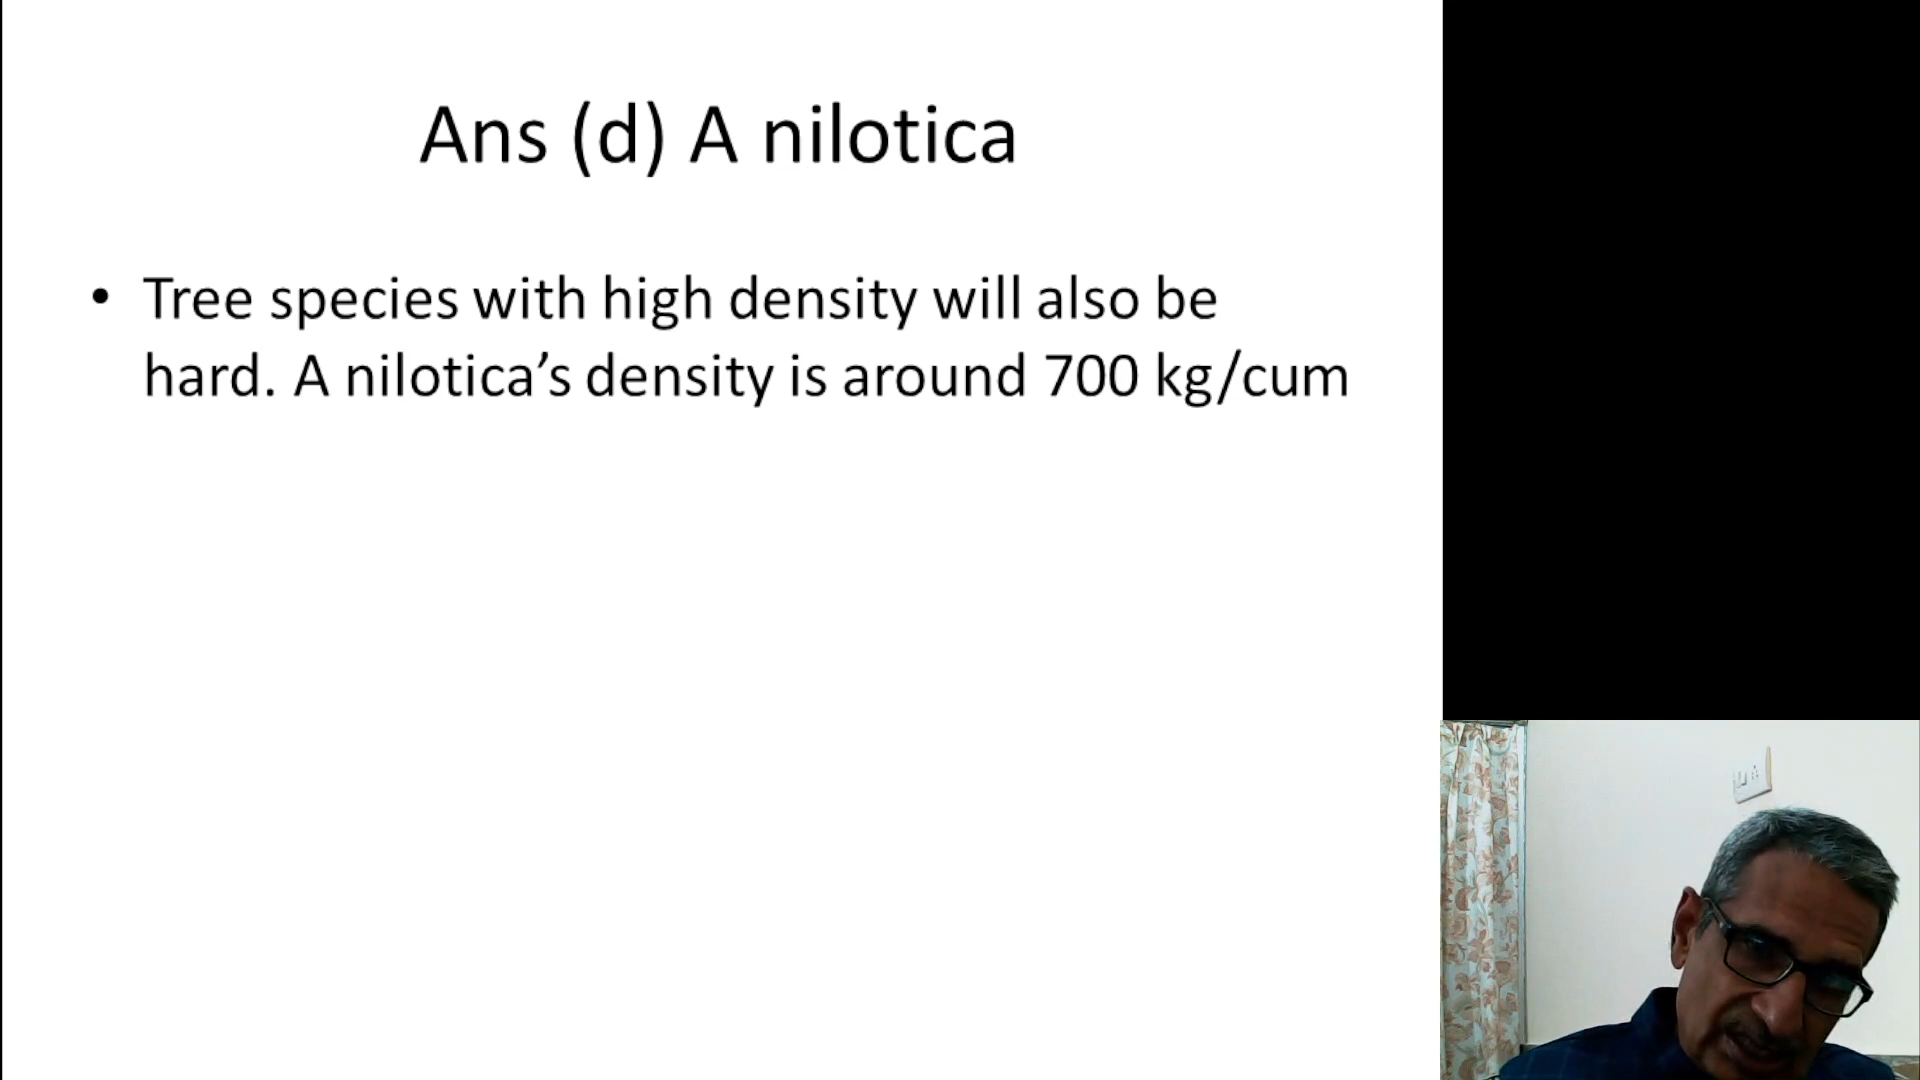 Ans (d) A nilotica
• Tree species with high density will also be
hard. A nilotica’s density is around 700 kg/cum